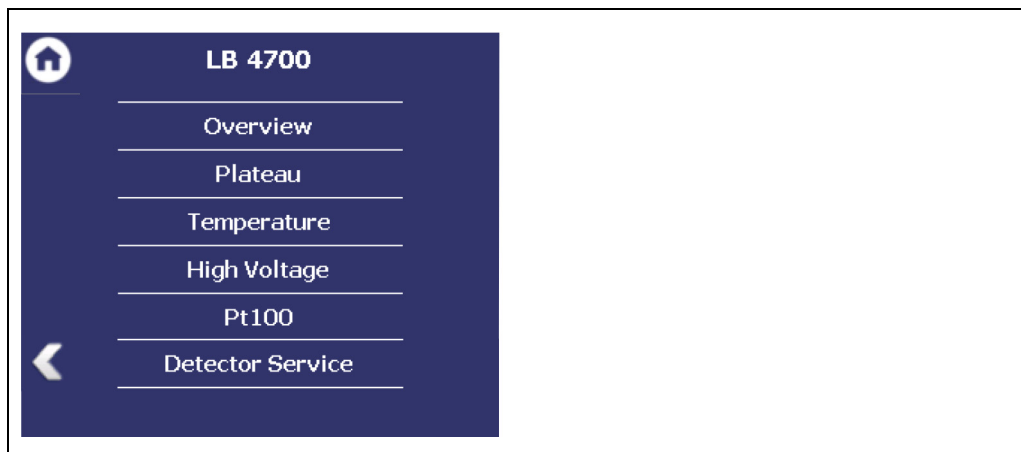 LB 4700
Overview
Plateau
Temperature
High Voltage
Pt100
Detector Service